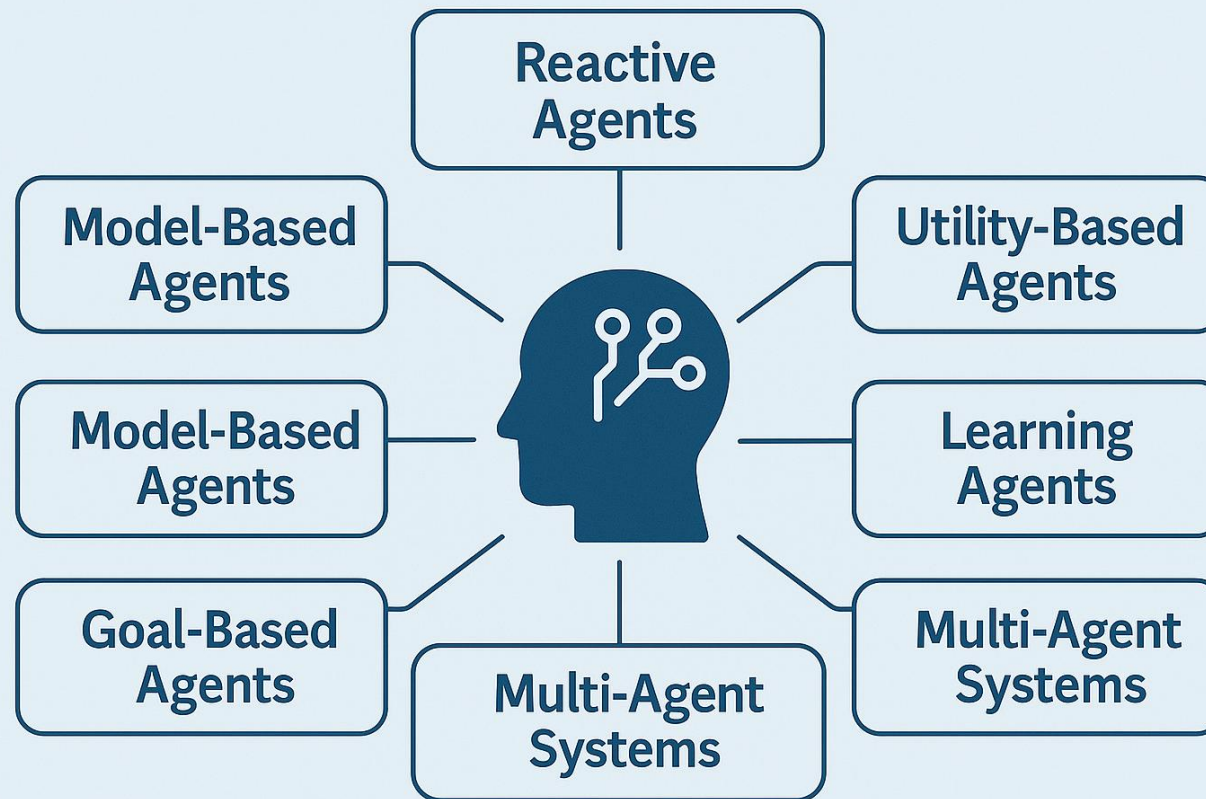 Reactive
Agents
Model-Based
Agents
Utility-Based
Agents
Model-Based
Agents
Learning
Agents
Goal-Based
Agents
Multi-Agent
Systems
Multi-Agent
Systems